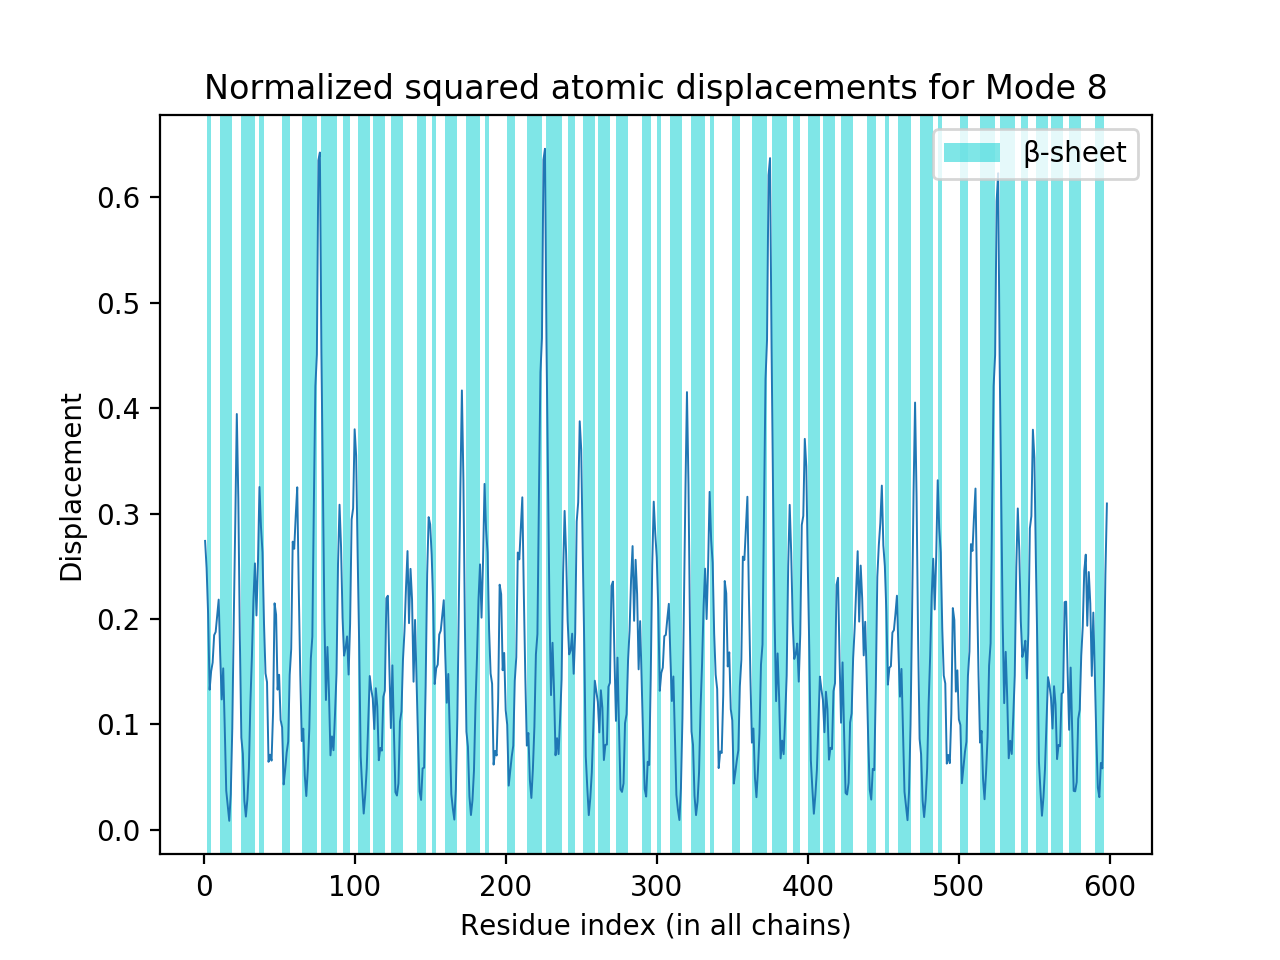 Normalized squared atomic displacements for Mode 8
β-sheet
0.6
0.5
0.4
0.3
0.2
0.1
0.0
Displacement
0 100 200 300 400 500 600
Residue index (in all chains)